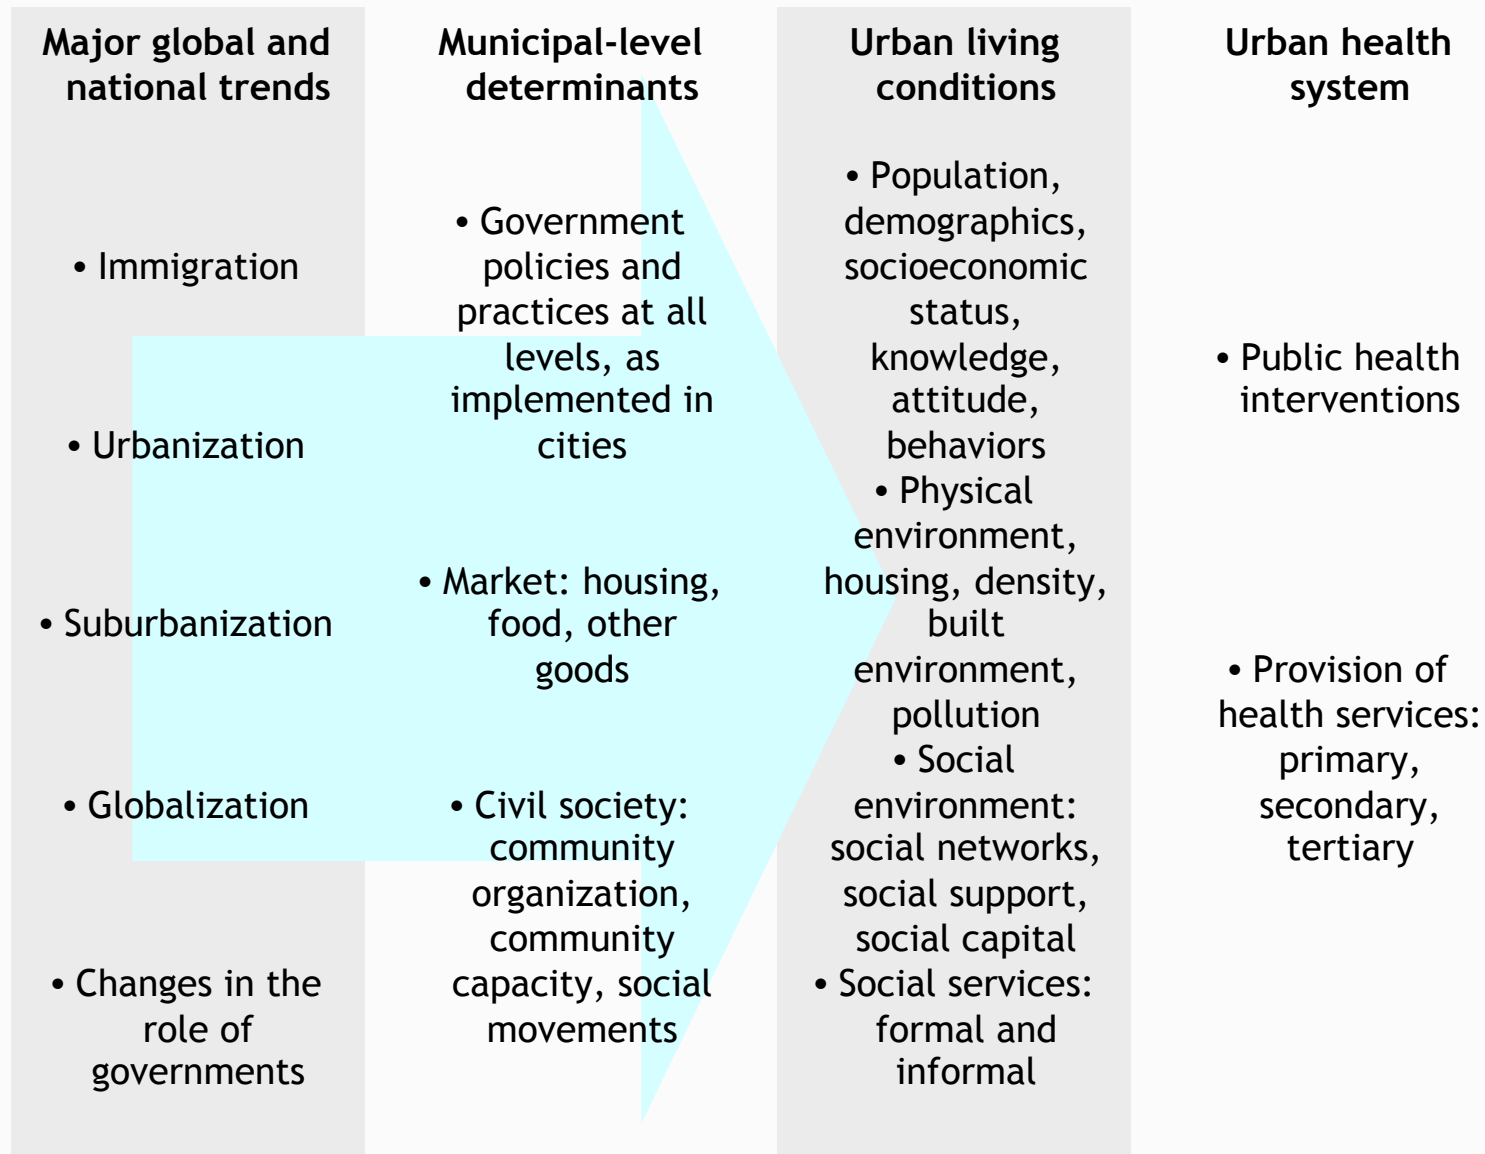 Major global and
national trends
• Immigration
• Urbanization
• Suburbanization
• Globalization
• Changes in the
role of
governments
Municipal-level
determinants
• Government
policies and
practices at all
levels, as
implemented in
cities
• Market: housing,
food, other
goods
• Civil society:
community
organization,
community
capacity, social
movements
Urban living
conditions
• Population,
demographics,
socioeconomic
status,
knowledge,
attitude,
behaviors
• Physical
environment,
housing, density,
built
environment,
pollution
• Social
environment:
social networks,
social support,
social capital
• Social services:
formal and
informal
Urban health
system
• Public health
interventions
• Provision of
health services:
primary,
secondary,
tertiary